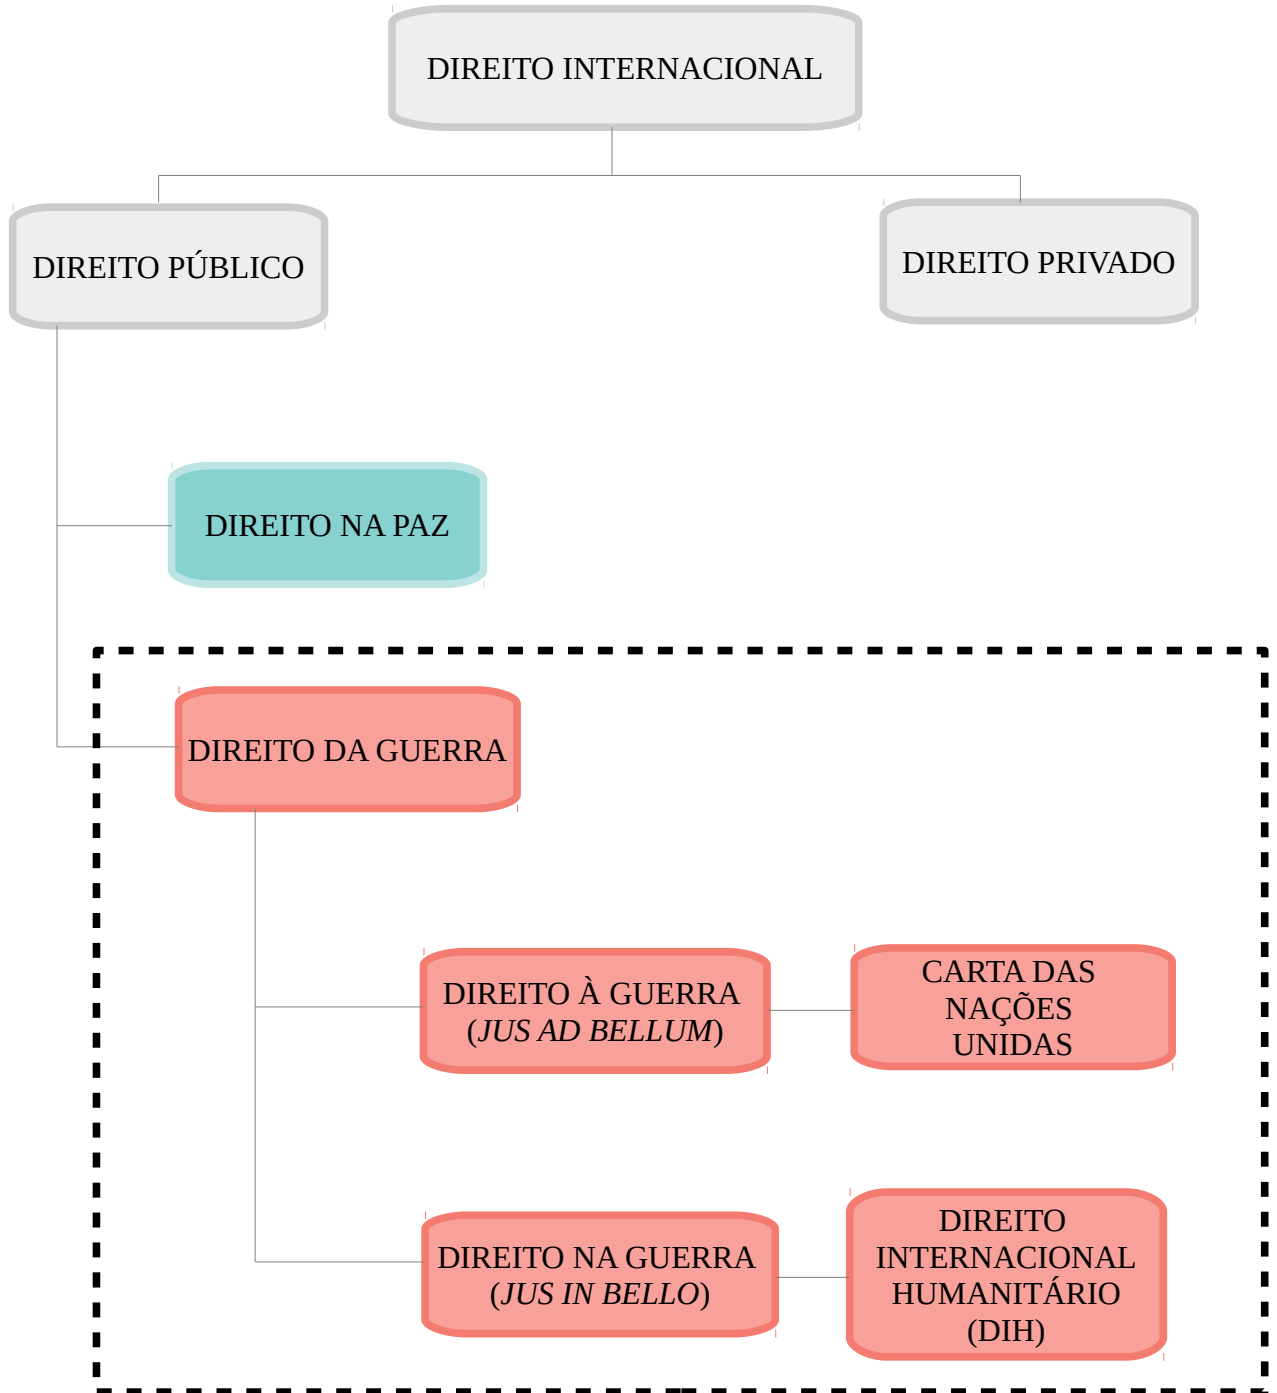 DIREITO INTERNACIONAL
DIREITO PÚBLICO
DIREITO PRIVADO
DIREITO NA PAZ
DIREITO DA GUERRA
DIREITO À GUERRA
(JUS AD BELLUM)
CARTA DAS
NAÇÕES
UNIDAS
DIREITO NA GUERRA
(JUS IN BELLO)
DIREITO
INTERNACIONAL
HUMANITÁRIO
(DIH)